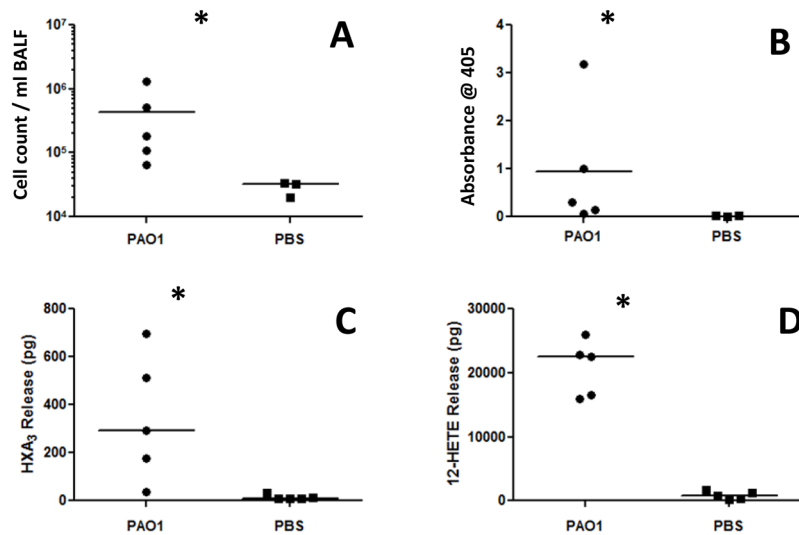 *
A
Cell count / ml BALF
10⁷
10⁶
10⁵
10⁴
PAO1
PBS
*
B
Absorbance @ 405
4
3
2
1
0
PAO1
PBS
*
C
HXA₃ Release (pg)
800
600
400
200
0
PAO1
PBS
*
D
12-HETE Release (pg)
30000
20000
10000
0
PAO1
PBS